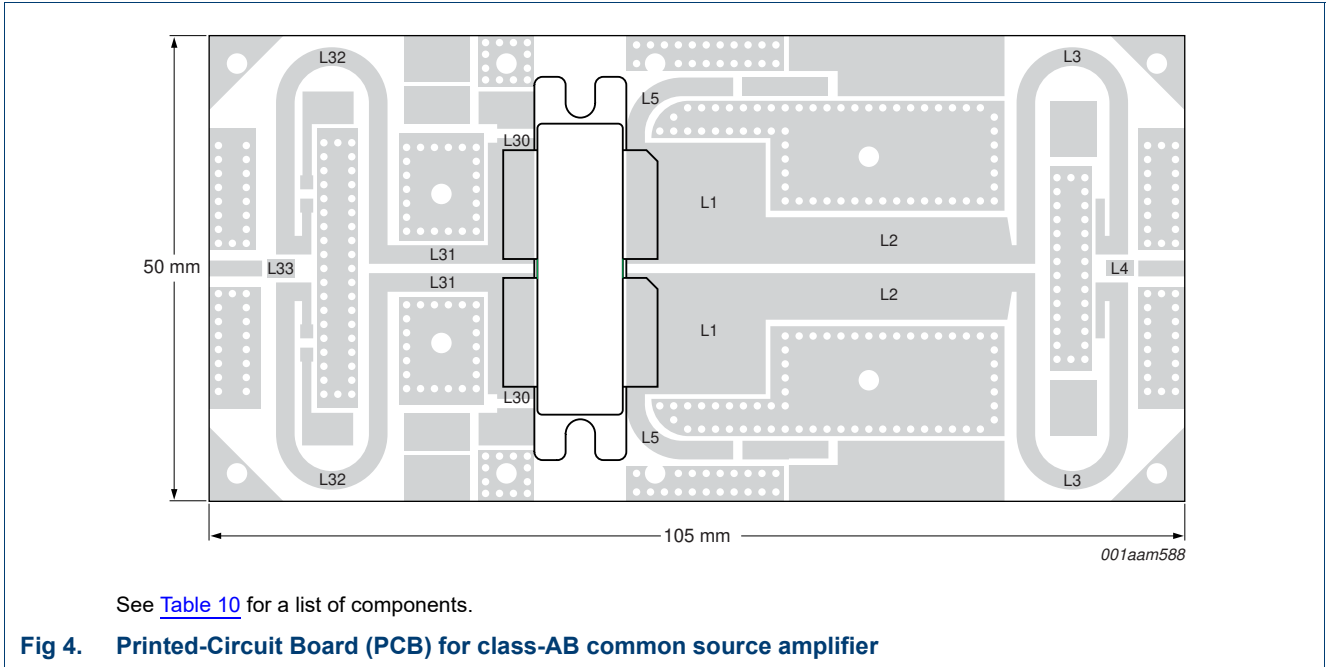 L32
L3
L5
L30
L1
L2
L31
50 mm
L33
L4
L31
L2
L1
L30
L5
L32
L3
105 mm
001aam588
See Table 10 for a list of components.
Fig 4. Printed-Circuit Board (PCB) for class-AB common source amplifier